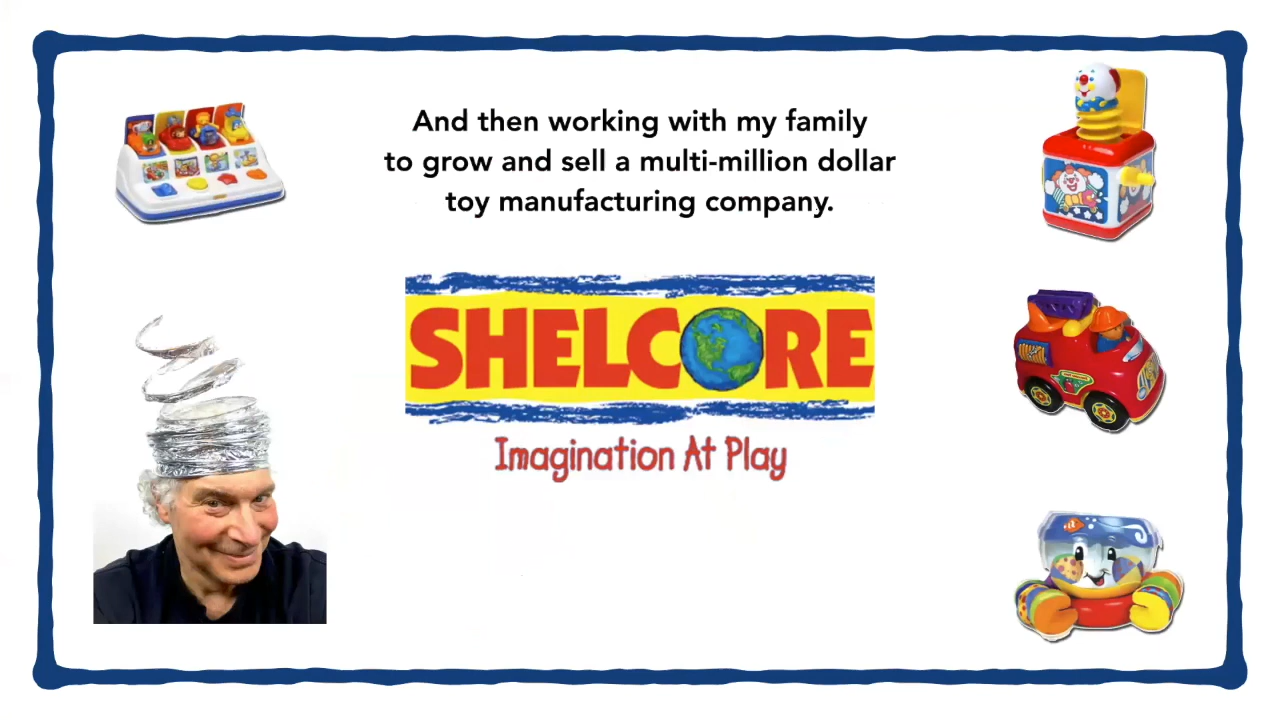 And then working with my family
to grow and sell a multi-million dollar
toy manufacturing company.
SHELCORE
Imagination At Play